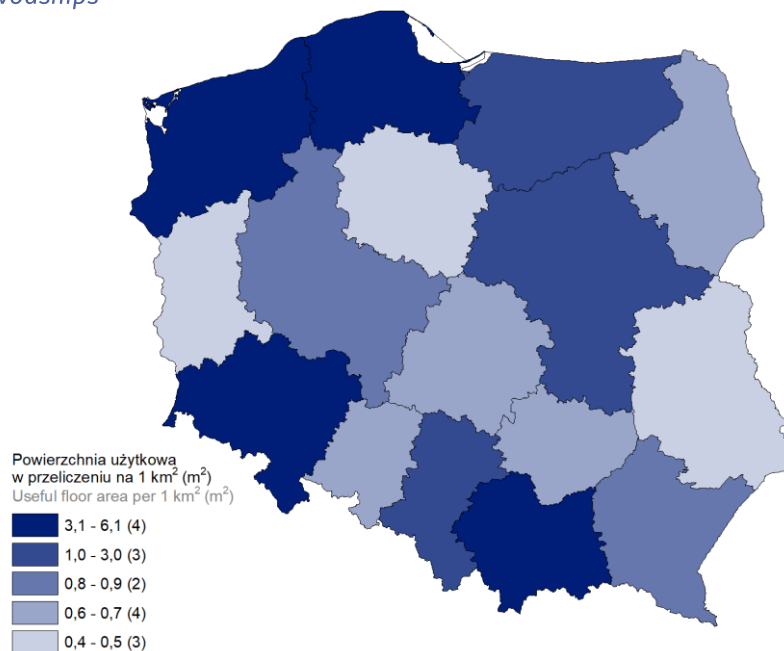 Powierzchnia użytkowa
w przeliczeniu na 1 km² (m²)
Useful floor area per 1 km² (m²)
3,1 - 6,1 (4)
1,0 - 3,0 (3)
0,8 - 0,9 (2)
0,6 - 0,7 (4)
0,4 - 0,5 (3)